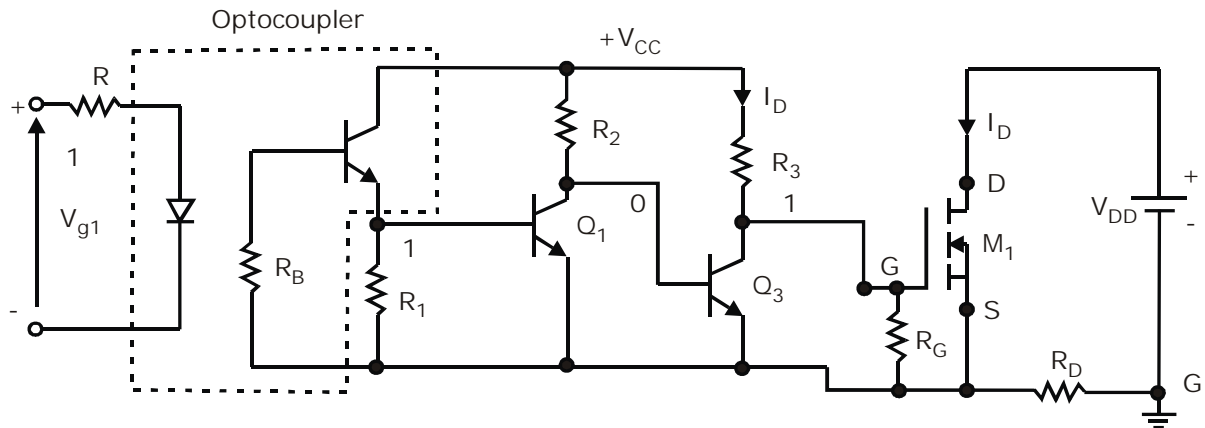 Optocoupler
+VCC
R
+
1
Vg1
-
RB
1
R1
R2
Q1
0
ID
R3
1
Q3
G
RG
ID
D
M1
S
VDD
+
-
RD
G